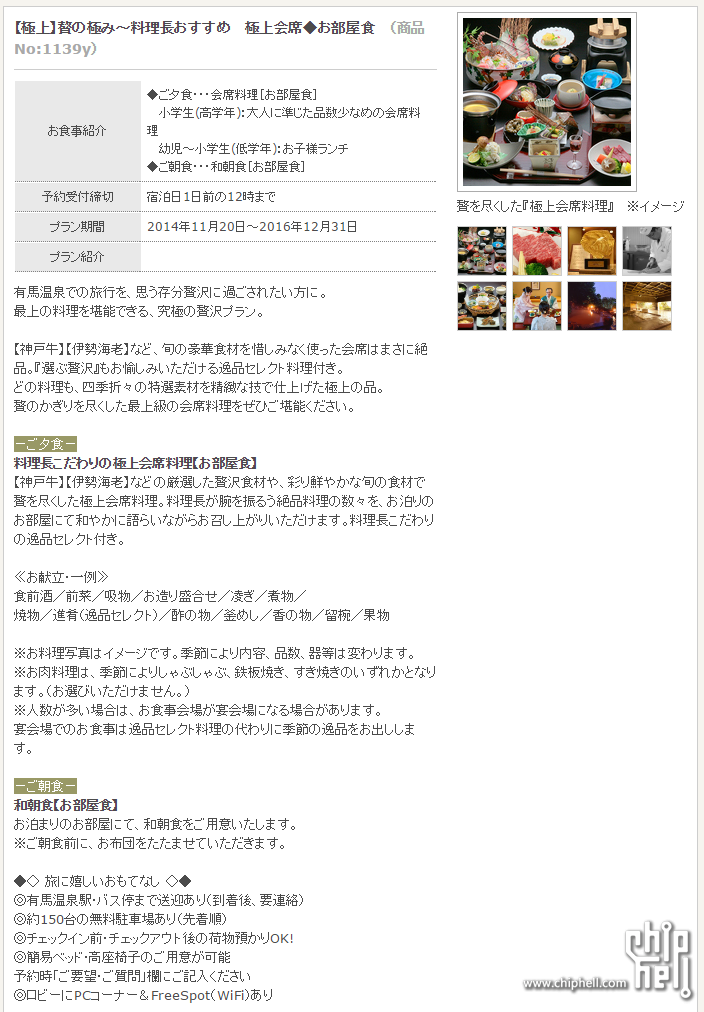 【極上】贅の極み～料理長おすすめ　極上会席◆お部屋食　（商品
No:1139y）
お食事紹介
◆ご夕食･･･会席料理［お部屋食］
　小学生（高学年）：大人に準じた品数少なめの会席料
理
　幼児～小学生（低学年）：お子様ランチ
◆ご朝食･･･和朝食［お部屋食］
予約受付締切
宿泊日1日前の12時まで
プラン期間
2014年11月20日～2016年12月31日
プラン紹介
贅を尽くした『極上会席料理』　※イメージ
有馬温泉での旅行を、思う存分贅沢に過ごされたい方に。
最上の料理を堪能できる、究極の贅沢プラン。
【神戸牛】【伊勢海老】など、旬の豪華食材を惜しみなく使った会席はまさに絶
品。『選ぶ贅沢』もお愉しみいただける逸品セレクト料理付き。
どの料理も、四季折々の特選素材を精緻な技で仕上げた極上の品。
贅のかぎりを尽くした最上級の会席料理をぜひご堪能ください。
－ご夕食－
料理長こだわりの極上会席料理【お部屋食】
【神戸牛】【伊勢海老】などの厳選した贅沢食材や、彩り鮮やかな旬の食材で
贅を尽くした極上会席料理。料理長が腕を振るう絶品料理の数々を、お泊りの
お部屋にて和やかに語らいながらお召し上がりいただけます。料理長こだわり
の逸品セレクト付き。
≪お献立・一例≫
食前酒／前菜／吸物／お造り盛合せ／凌ぎ／煮物／
焼物／進肴（逸品セレクト）／酢の物／釜めし／香の物／留椀／果物
※お料理写真はイメージです。季節により内容、品数、器等は変わります。
※お肉料理は、季節によりしゃぶしゃぶ、鉄板焼き、すき焼きのいずれかとなり
ます。（お選びいただけません。）
※人数が多い場合は、お食事会場が宴会場になる場合があります。
宴会場でのお食事は逸品セレクト料理の代わりに季節の逸品をお出ししま
す。
－ご朝食－
和朝食【お部屋食】
お泊まりのお部屋にて、和朝食をご用意いたします。
※ご朝食前に、お布団をたたませていただきます。
◆◇ 旅に嬉しいおもてなし ◇◆
◎有馬温泉駅・バス停まで送迎あり（到着後、要連絡）
◎約150台の無料駐車場あり（先着順）
◎チェックイン前・チェックアウト後の荷物預かりOK!
◎簡易ベッド・高座椅子のご用意が可能
予約時「ご要望・ご質問」欄にご記入ください
◎ロビーにPCコーナー＆FreeSpot（WiFi）あり
www.chiphell.com
chip
hell